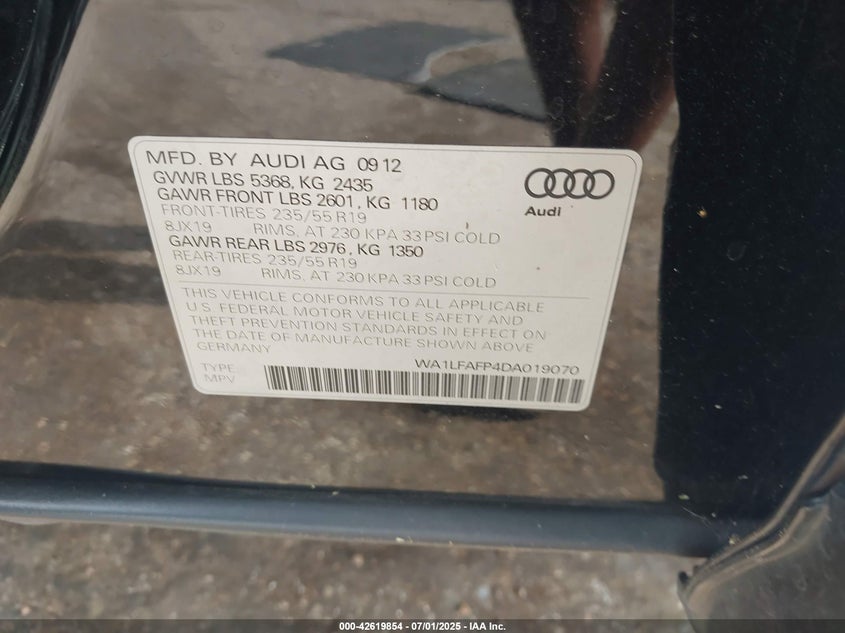 MFD. BY AUDI AG 09 12
GVWR LBS 5368, KG 2435
GAWR FRONT LBS 2601, KG 1180
FRONT-TIRES 235/55 R19
8JX19 RIMS, AT 230 KPA 33 PSI COLD
GAWR REAR LBS 2976, KG 1350
REAR-TIRES 235/55 R19
8JX19 RIMS, AT 230 KPA 33 PSI COLD
Audi
THIS VEHICLE CONFORMS TO ALL APPLICABLE
U.S. FEDERAL MOTOR VEHICLE SAFETY AND
THEFT PREVENTION STANDARDS IN EFFECT ON
THE DATE OF MANUFACTURE SHOWN ABOVE
GERMANY
WA1LFAFP4DA019070
TYPE
MPV
000-42619854 - 07/01/2025 - IAA Inc.